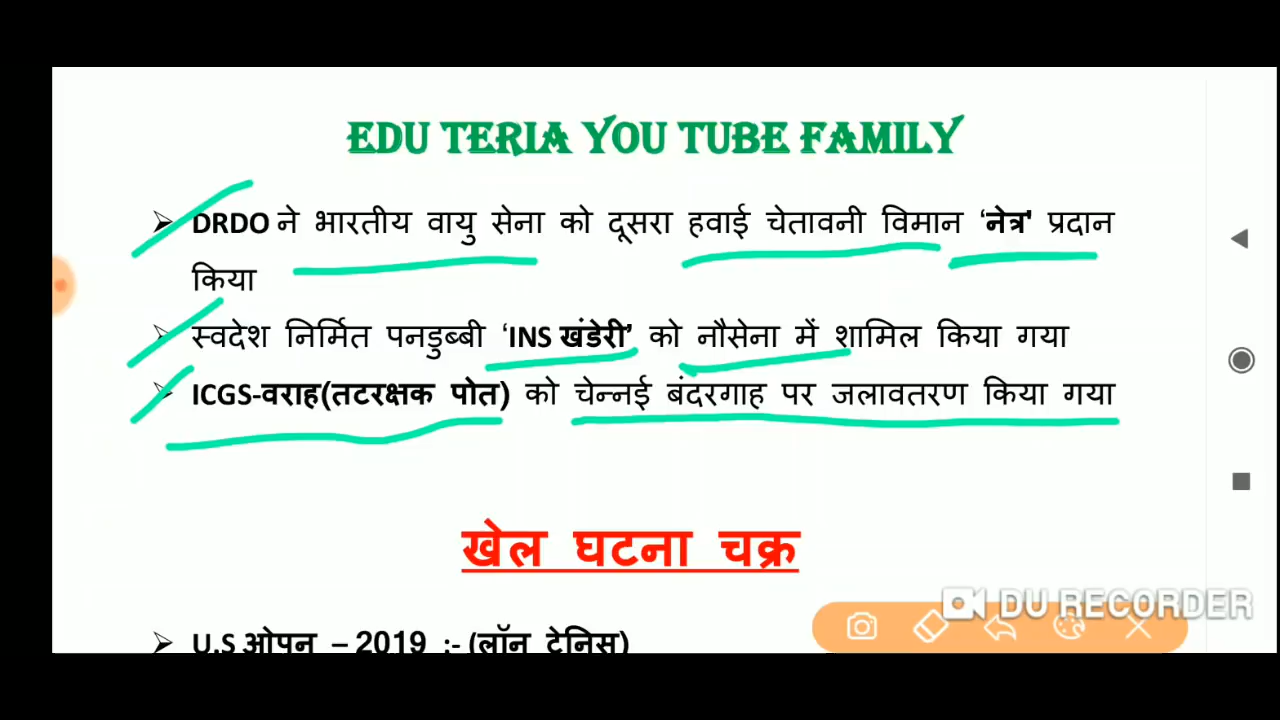 EDU TERIA YOU TUBE FAMILY
➢ DRDO ने भारतीय वायु सेना को दूसरा हवाई चेतावनी विमान 'नेत्र' प्रदान
किया
➢ स्वदेश निर्मित पनडुब्बी 'INS खंडेरी' को नौसेना में शामिल किया गया
➢ ICGS-वराह(तटरक्षक पोत) को चेन्नई बंदरगाह पर जलावतरण किया गया
खेल घटना चक्र
DU RECORDER
➢ U.S ओपन – 2019 :- (लॉन टेनिस)